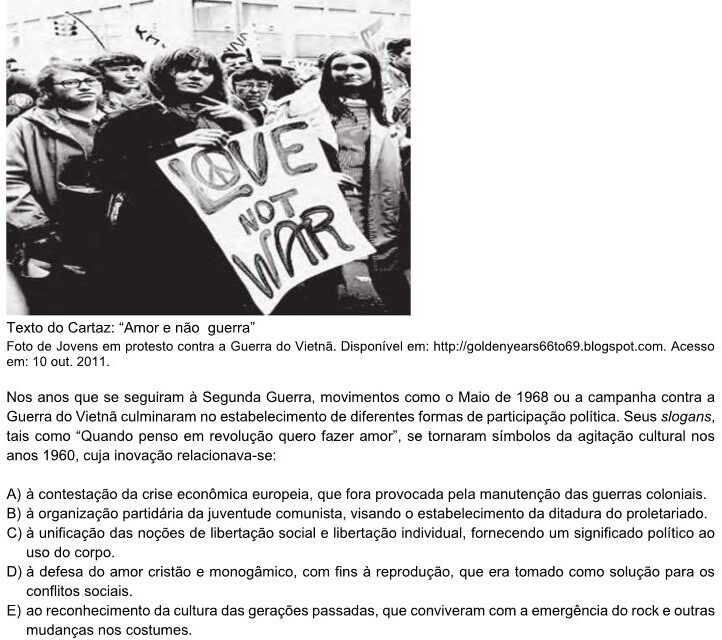 LOVE
NOT
WAR
Texto do Cartaz: “Amor e não guerra”
Foto de Jovens em protesto contra a Guerra do Vietnã. Disponível em: http://goldenyears66to69.blogspot.com. Acesso
em: 10 out. 2011.
Nos anos que se seguiram à Segunda Guerra, movimentos como o Maio de 1968 ou a campanha contra a
Guerra do Vietnã culminaram no estabelecimento de diferentes formas de participação política. Seus slogans,
tais como “Quando penso em revolução quero fazer amor”, se tornaram símbolos da agitação cultural nos
anos 1960, cuja inovação relacionava-se:
A) à contestação da crise econômica europeia, que fora provocada pela manutenção das guerras coloniais.
B) à organização partidária da juventude comunista, visando o estabelecimento da ditadura do proletariado.
C) à unificação das noções de libertação social e libertação individual, fornecendo um significado político ao
uso do corpo.
D) à defesa do amor cristão e monogâmico, com fins à reprodução, que era tomado como solução para os
conflitos sociais.
E) ao reconhecimento da cultura das gerações passadas, que conviveram com a emergência do rock e outras
mudanças nos costumes.